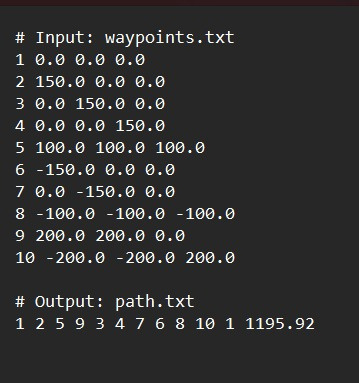 # Input: waypoints.txt
1 0.0 0.0 0.0
2 150.0 0.0 0.0
3 0.0 150.0 0.0
4 0.0 0.0 150.0
5 100.0 100.0 100.0
6 -150.0 0.0 0.0
7 0.0 -150.0 0.0
8 -100.0 -100.0 -100.0
9 200.0 200.0 0.0
10 -200.0 -200.0 200.0
# Output: path.txt
1 2 5 9 3 4 7 6 8 10 1 1195.92